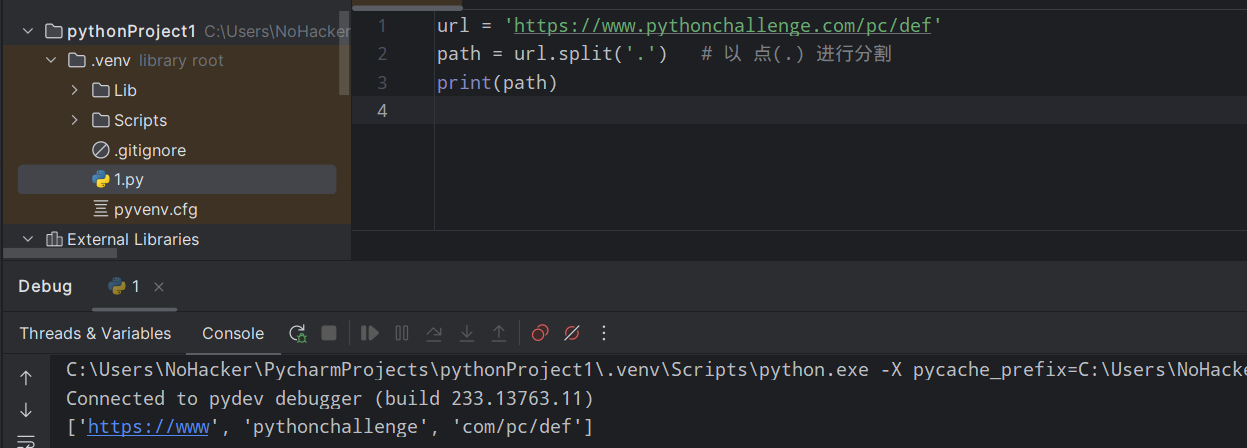 pythonProject1 C:\Users\NoHacker
.venv library root
Lib
Scripts
.gitignore
1.py
pyvenv.cfg
External Libraries
1 url = 'https://www.pythonchallenge.com/pc/def'
2 path = url.split('.') # 以 点(.) 进行分割
3 print(path)
4
Debug 1
Threads & Variables Console
C:\Users\NoHacker\PycharmProjects\pythonProject1\.venv\Scripts\python.exe -X pycache_prefix=C:\Users\NoHacker
Connected to pydev debugger (build 233.13763.11)
['https://www', 'pythonchallenge', 'com/pc/def']